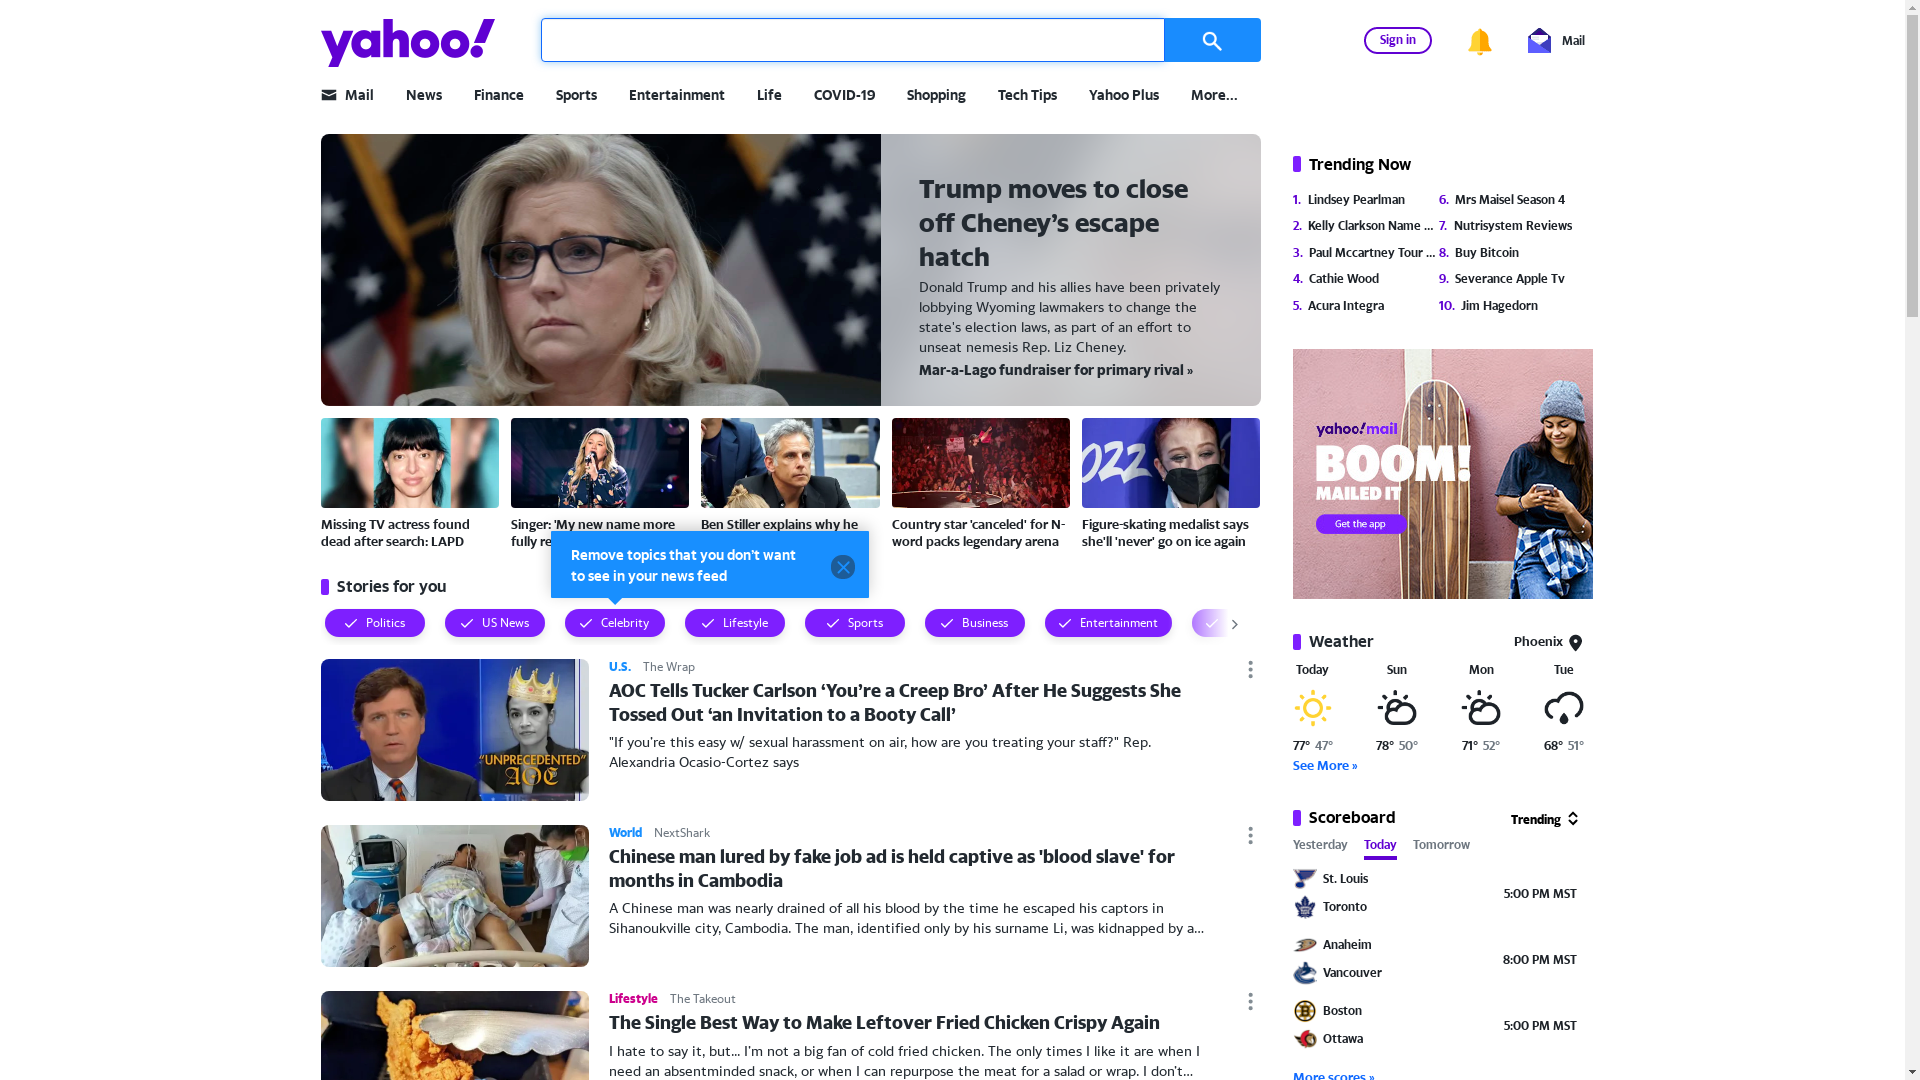 yahoo!
Sign in
Mail
Mail
News
Finance
Sports
Entertainment
Life
COVID-19
Shopping
Tech Tips
Yahoo Plus
More...
Trump moves to close
off Cheney’s escape
hatch
Donald Trump and his allies have been privately
lobbying Wyoming lawmakers to change the
state's election laws, as part of an effort to
unseat nemesis Rep. Liz Cheney.
Mar-a-Lago fundraiser for primary rival »
2022
Missing TV actress found
dead after search: LAPD
Singer: 'My new name more
fully re
Ben Stiller explains why he
Country star 'canceled' for N-
word packs legendary arena
Figure-skating medalist says
she'll 'never' go on ice again
Remove topics that you don’t want
to see in your news feed
Stories for you
Politics
US News
Celebrity
Lifestyle
Sports
Business
Entertainment
"UNPRECEDENTED"
AOC
U.S. The Wrap
AOC Tells Tucker Carlson ‘You’re a Creep Bro’ After He Suggests She
Tossed Out ‘an Invitation to a Booty Call’
"If you’re this easy w/ sexual harassment on air, how are you treating your staff?" Rep.
Alexandria Ocasio-Cortez says
World NextShark
Chinese man lured by fake job ad is held captive as 'blood slave' for
months in Cambodia
A Chinese man was nearly drained of all his blood by the time he escaped his captors in
Sihanoukville city, Cambodia. The man, identified only by his surname Li, was kidnapped by a...
Lifestyle The Takeout
The Single Best Way to Make Leftover Fried Chicken Crispy Again
I hate to say it, but... I’m not a big fan of cold fried chicken. The only times I like it are when I
need an absentminded snack, or when I can repurpose the meat for a salad or wrap. I don’t...
Trending Now
1. Lindsey Pearlman
2. Kelly Clarkson Name ...
3. Paul Mccartney Tour ...
4. Cathie Wood
5. Acura Integra
6. Mrs Maisel Season 4
7. Nutrisystem Reviews
8. Buy Bitcoin
9. Severance Apple Tv
10. Jim Hagedorn
yahoo!mail
BOOM!
MAILED IT
Get the app
Weather
Phoenix
Today Sun Mon Tue
77° 47° 78° 50° 71° 52° 68° 51°
See More »
Scoreboard
Trending
Yesterday Today Tomorrow
St. Louis
Toronto
5:00 PM MST
Anaheim
Vancouver
8:00 PM MST
Boston
Ottawa
5:00 PM MST
More scores »